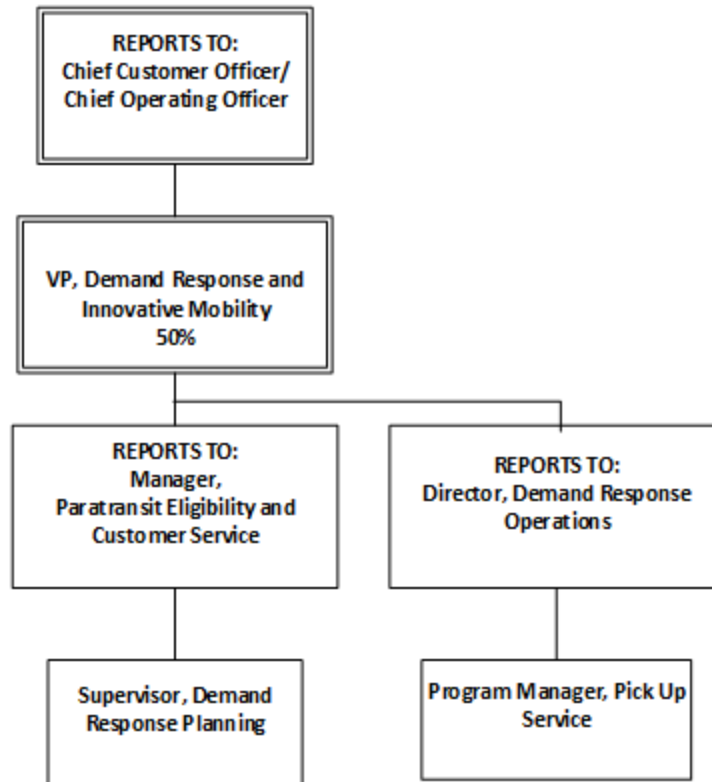 REPORTS TO:
Chief Customer Officer/
Chief Operating Officer
VP, Demand Response and
Innovative Mobility
50%
REPORTS TO:
Manager,
Paratransit Eligibility and
Customer Service
REPORTS TO:
Director, Demand Response
Operations
Supervisor, Demand
Response Planning
Program Manager, Pick Up
Service